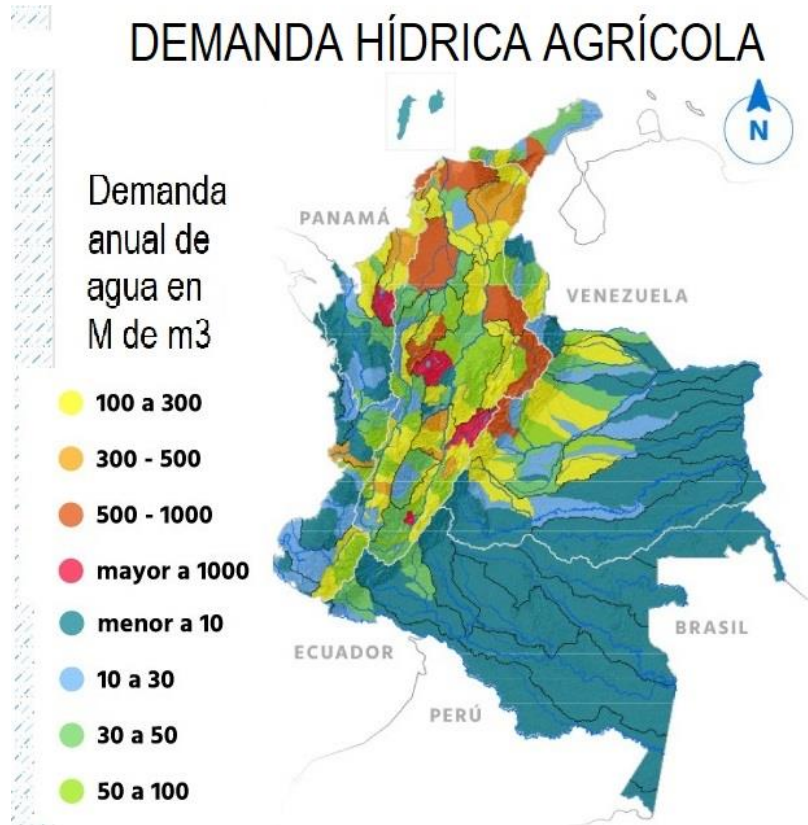 DEMANDA HÍDRICA AGRÍCOLA
N
Demanda
anual de
agua en
M de m3
PANAMÁ
VENEZUELA
100 a 300
300 - 500
500 - 1000
mayor a 1000
menor a 10
10 a 30
30 a 50
50 a 100
ECUADOR
BRASIL
PERÚ